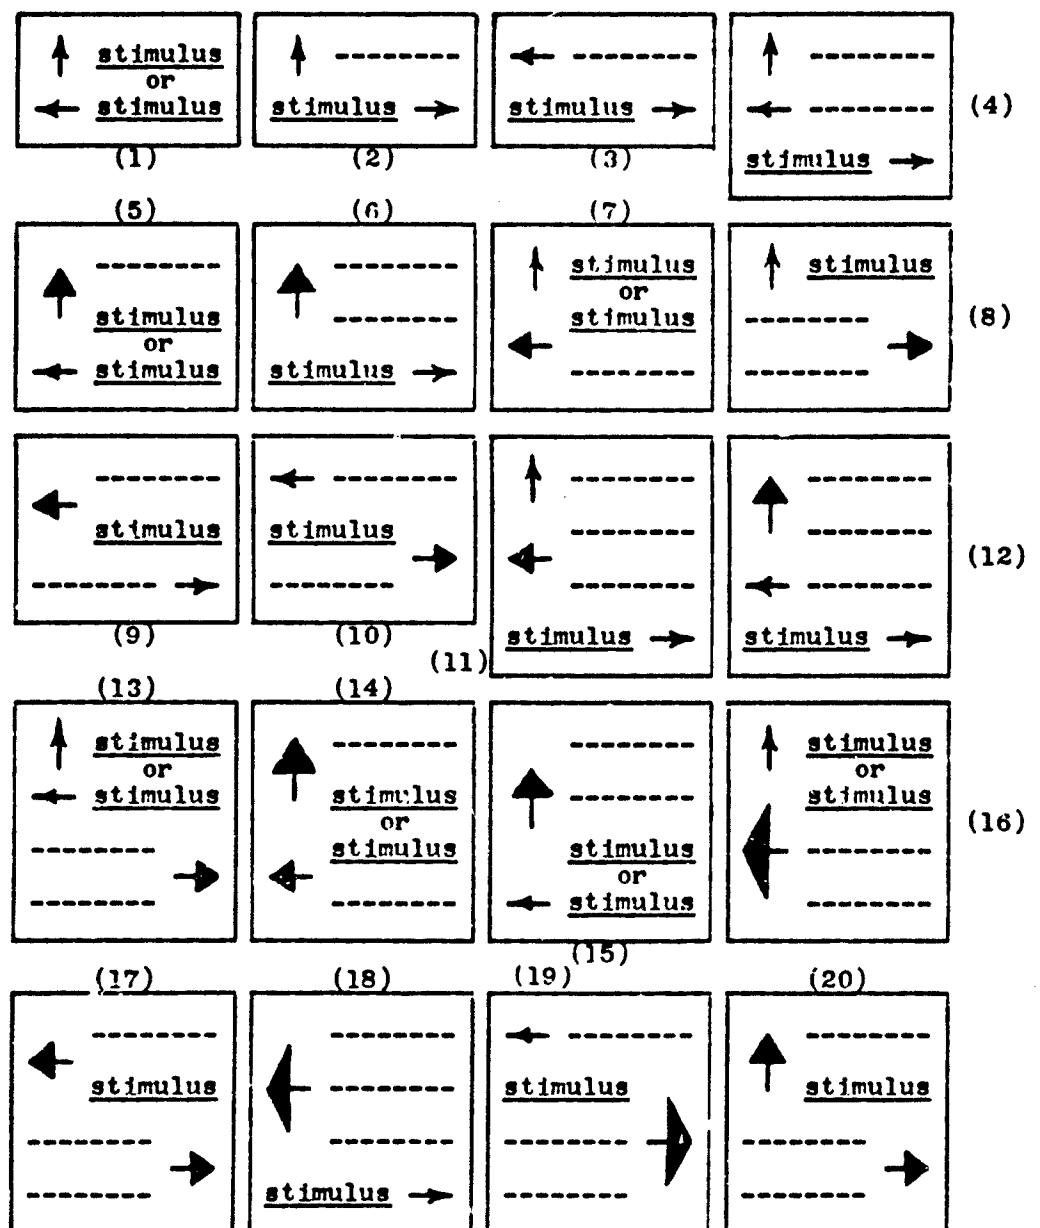 stimulus
or
stimulus
(1)
stimulus
(2)
stimulus
(3)
stimulus
(4)
(5)
stimulus
or
stimulus
(6)
stimulus
(7)
stimulus
or
stimulus
stimulus
(8)
stimulus
(9)
stimulus
(10)
stimulus
(11)
stimulus
(12)
(13)
stimulus
or
stimulus
(14)
stimulus
or
stimulus
stimulus
or
stimulus
(15)
stimulus
or
stimulus
(16)
(17)
stimulus
(18)
stimulus
(19)
stimulus
(20)
stimulus